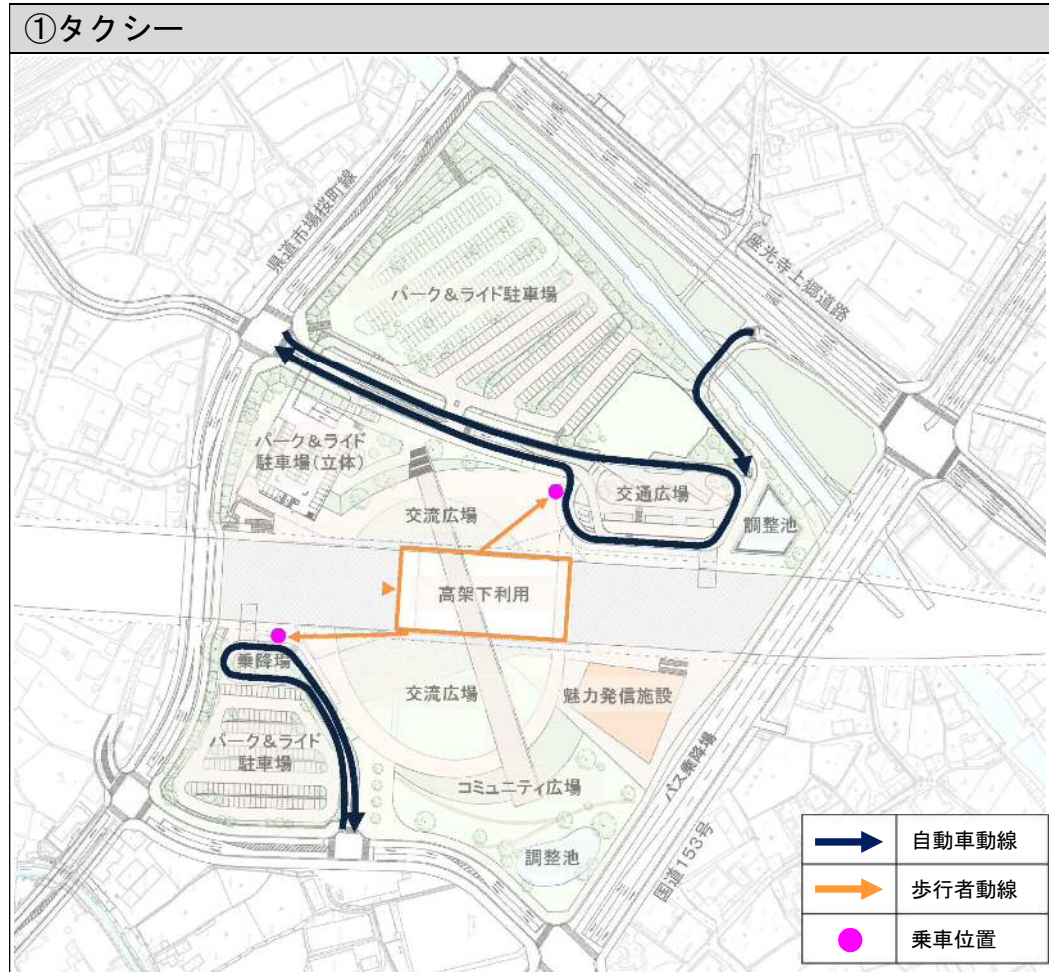 ①タクシー
県道市場桜町線
座光寺上郷道路
パーク&ライド駐車場
パーク&ライド
駐車場(立体)
交流広場
交通広場
調整池
高架下利用
乗降場
交流広場
魅力発信施設
パーク&ライド
駐車場
コミュニティ広場
バス乗降場
調整池
国道153号
自動車動線
歩行者動線
乗車位置